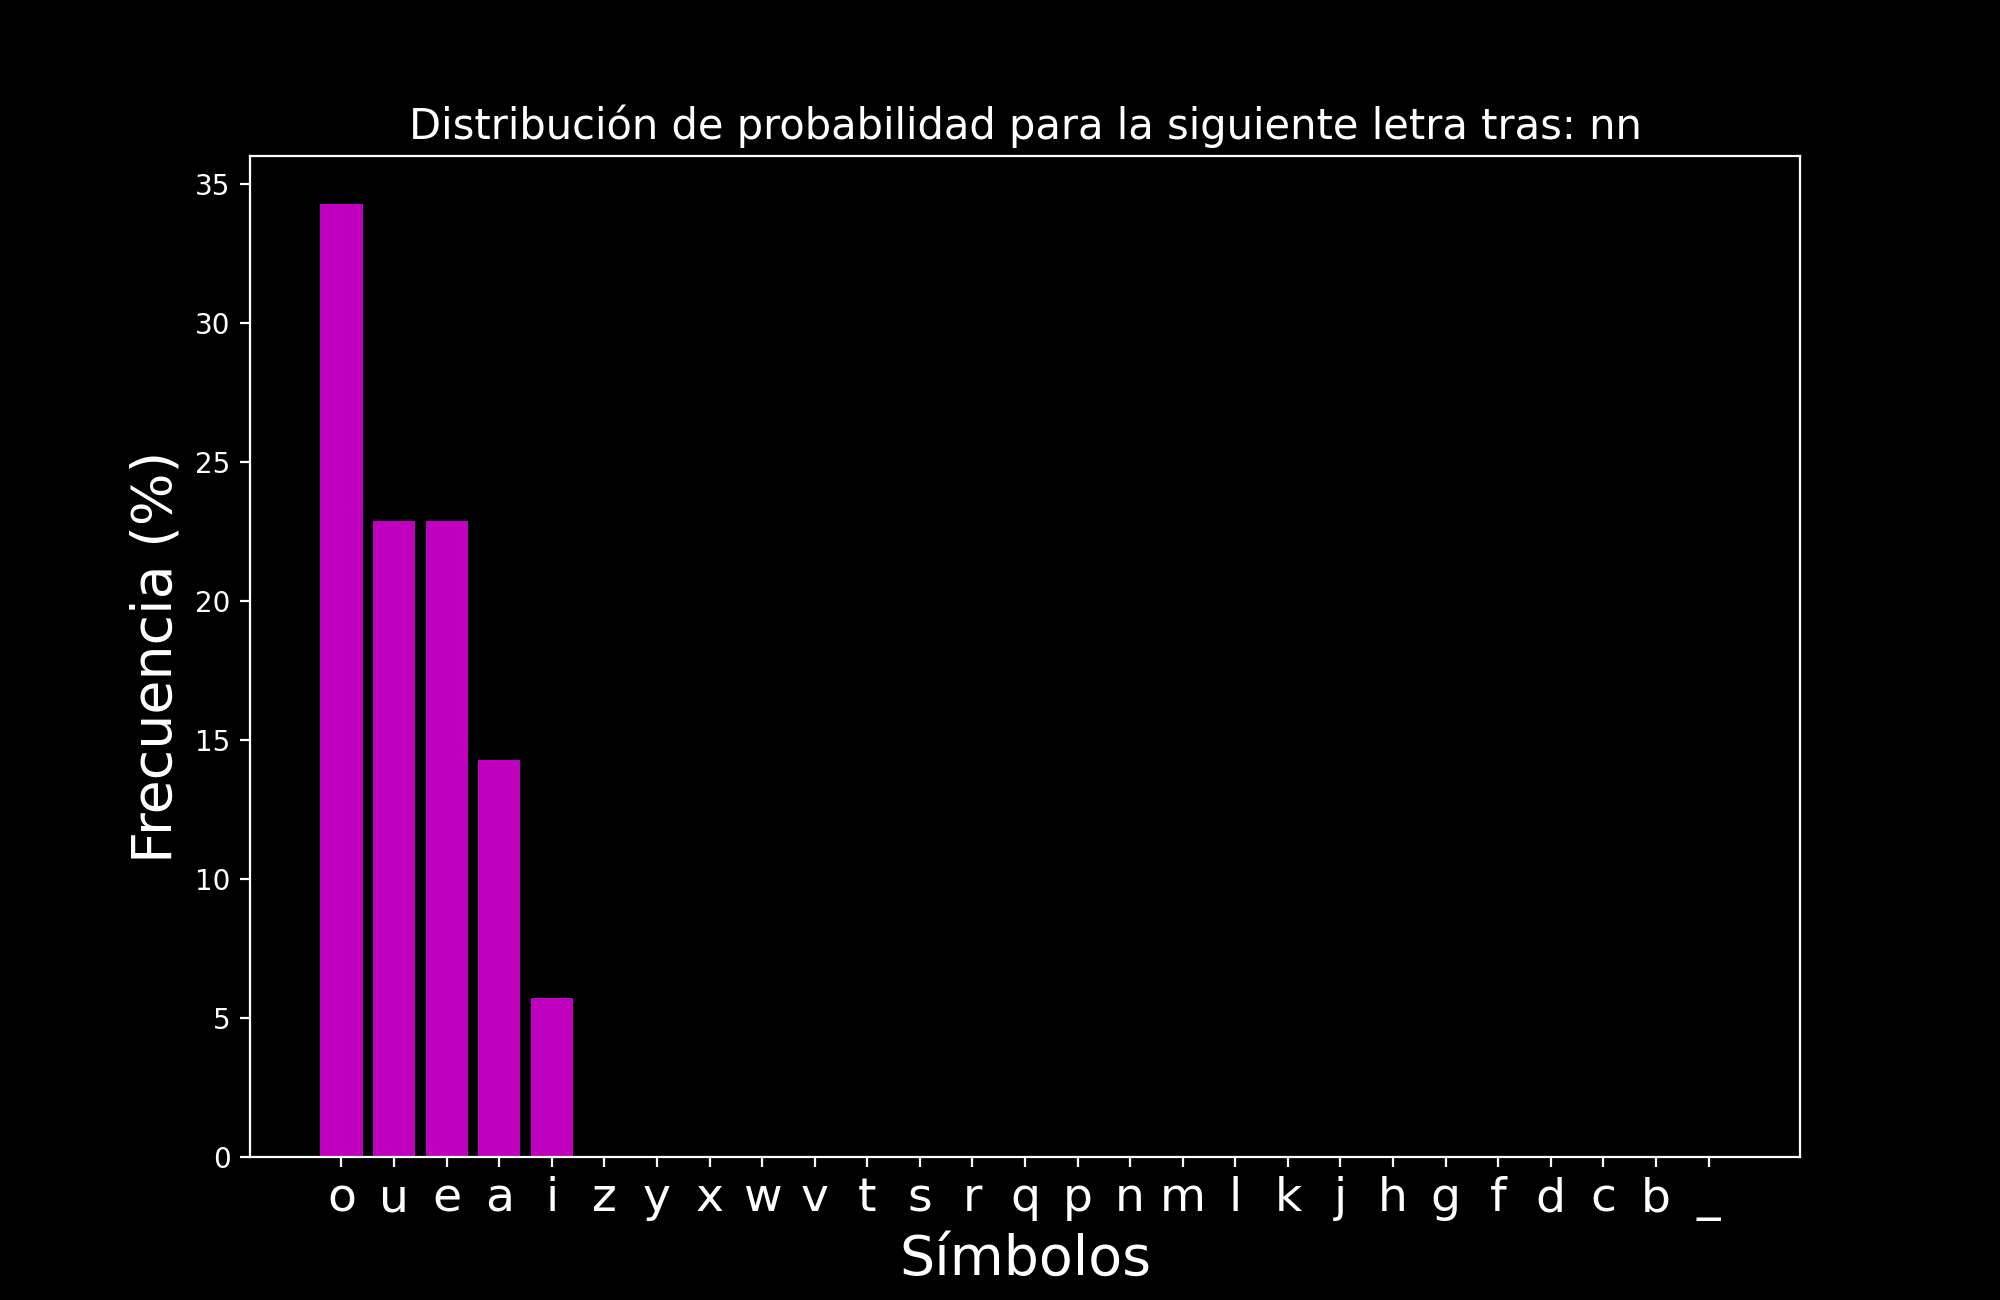 Distribución de probabilidad para la siguiente letra tras: nn
Frecuencia (%)
35
30
25
20
15
10
5
0
o u e a i z y x w v t s r q p n m l k j h g f d c b _
Símbolos